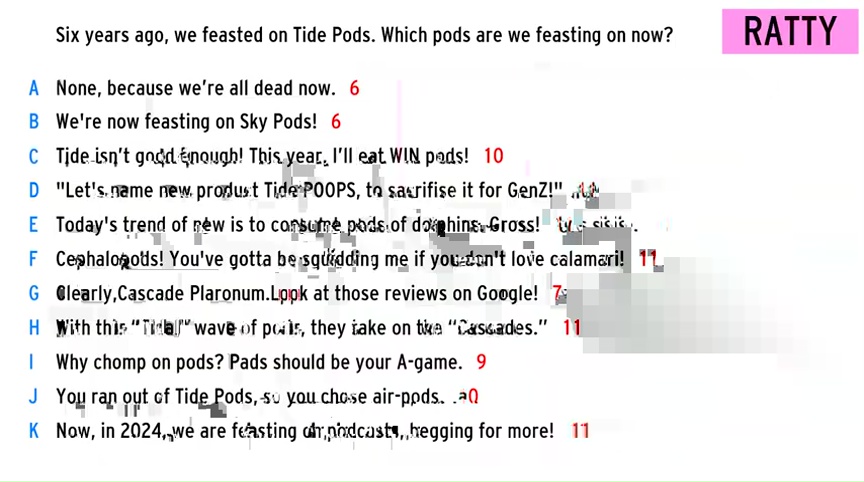 Six years ago, we feasted on Tide Pods. Which pods are we feasting on now?
RATTY
A None, because we're all dead now. 6
B We're now feasting on Sky Pods! 6
C Tide isn't good enough! This year, I'll eat WIN pods! 10
D "Let's name new product Tide POOPS, to sacrifise it for GenZ!"
E Today's trend of new is to consume pods of dolphins. Gross!
F Cephalopods! You've gotta be squidding me if you don't love calamari! 11
G Clearly, Cascade Look at those reviews on Google! 7
H With this "Tidal" wave of pods, they take on the "Cascades." 11
I Why chomp on pods? Pads should be your A-game. 9
J You ran out of Tide Pods, so you chose air-pods.
K Now, in 2024, we are feasting on podcasts, begging for more! 11